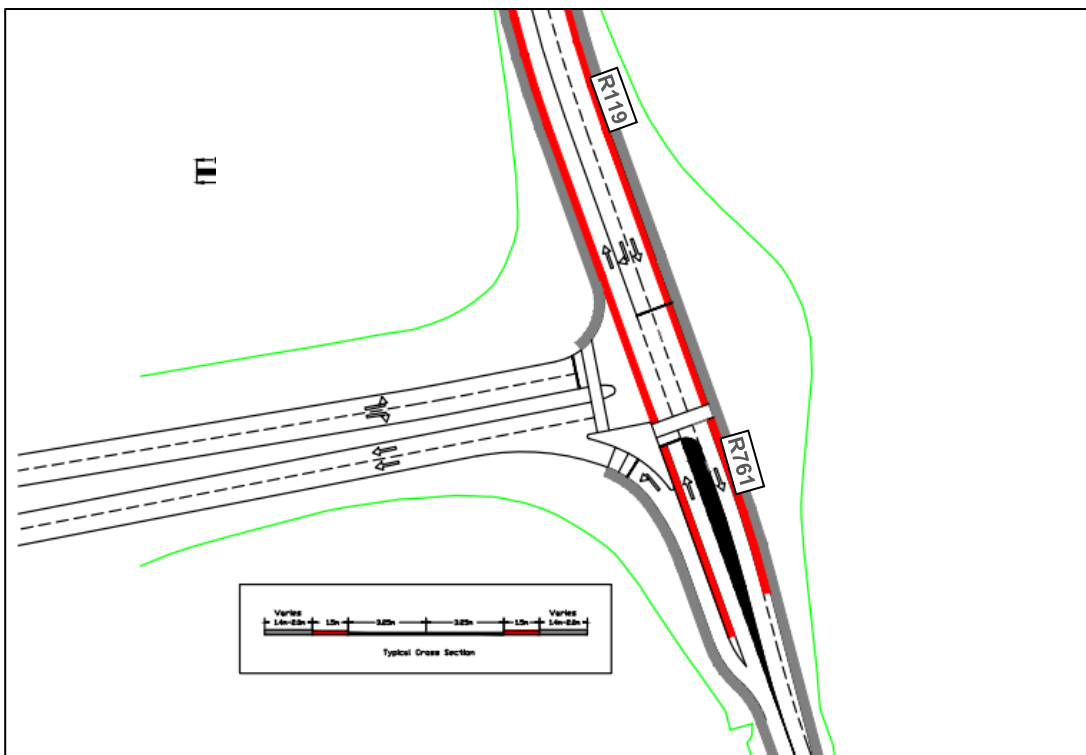 R119
R761
Varies Varies
1.4m-2.0m 1.5m 3.25m 3.25m 1.5m 1.4m-2.0m
Typical Cross Section